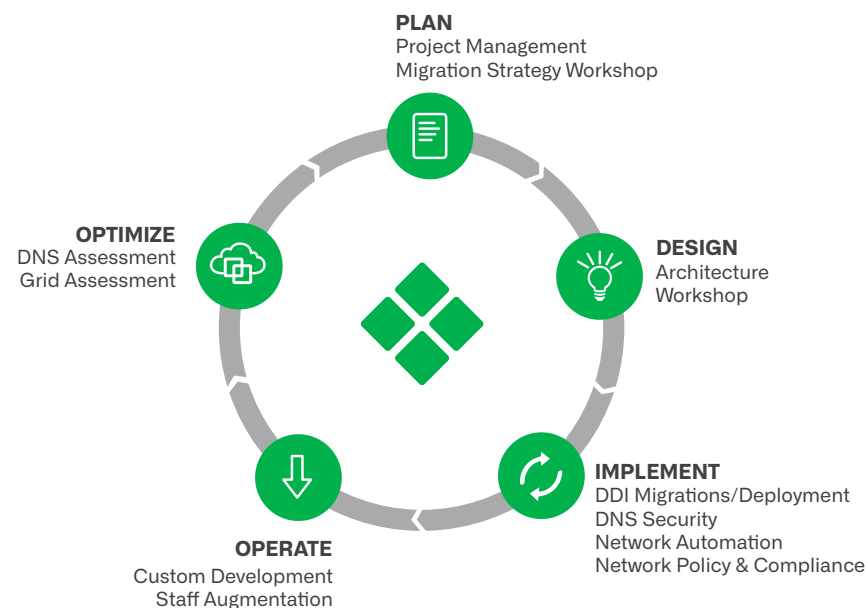 PLAN
Project Management
Migration Strategy Workshop
DESIGN
Architecture
Workshop
IMPLEMENT
DDI Migrations/Deployment
DNS Security
Network Automation
Network Policy & Compliance
OPERATE
Custom Development
Staff Augmentation
OPTIMIZE
DNS Assessment
Grid Assessment